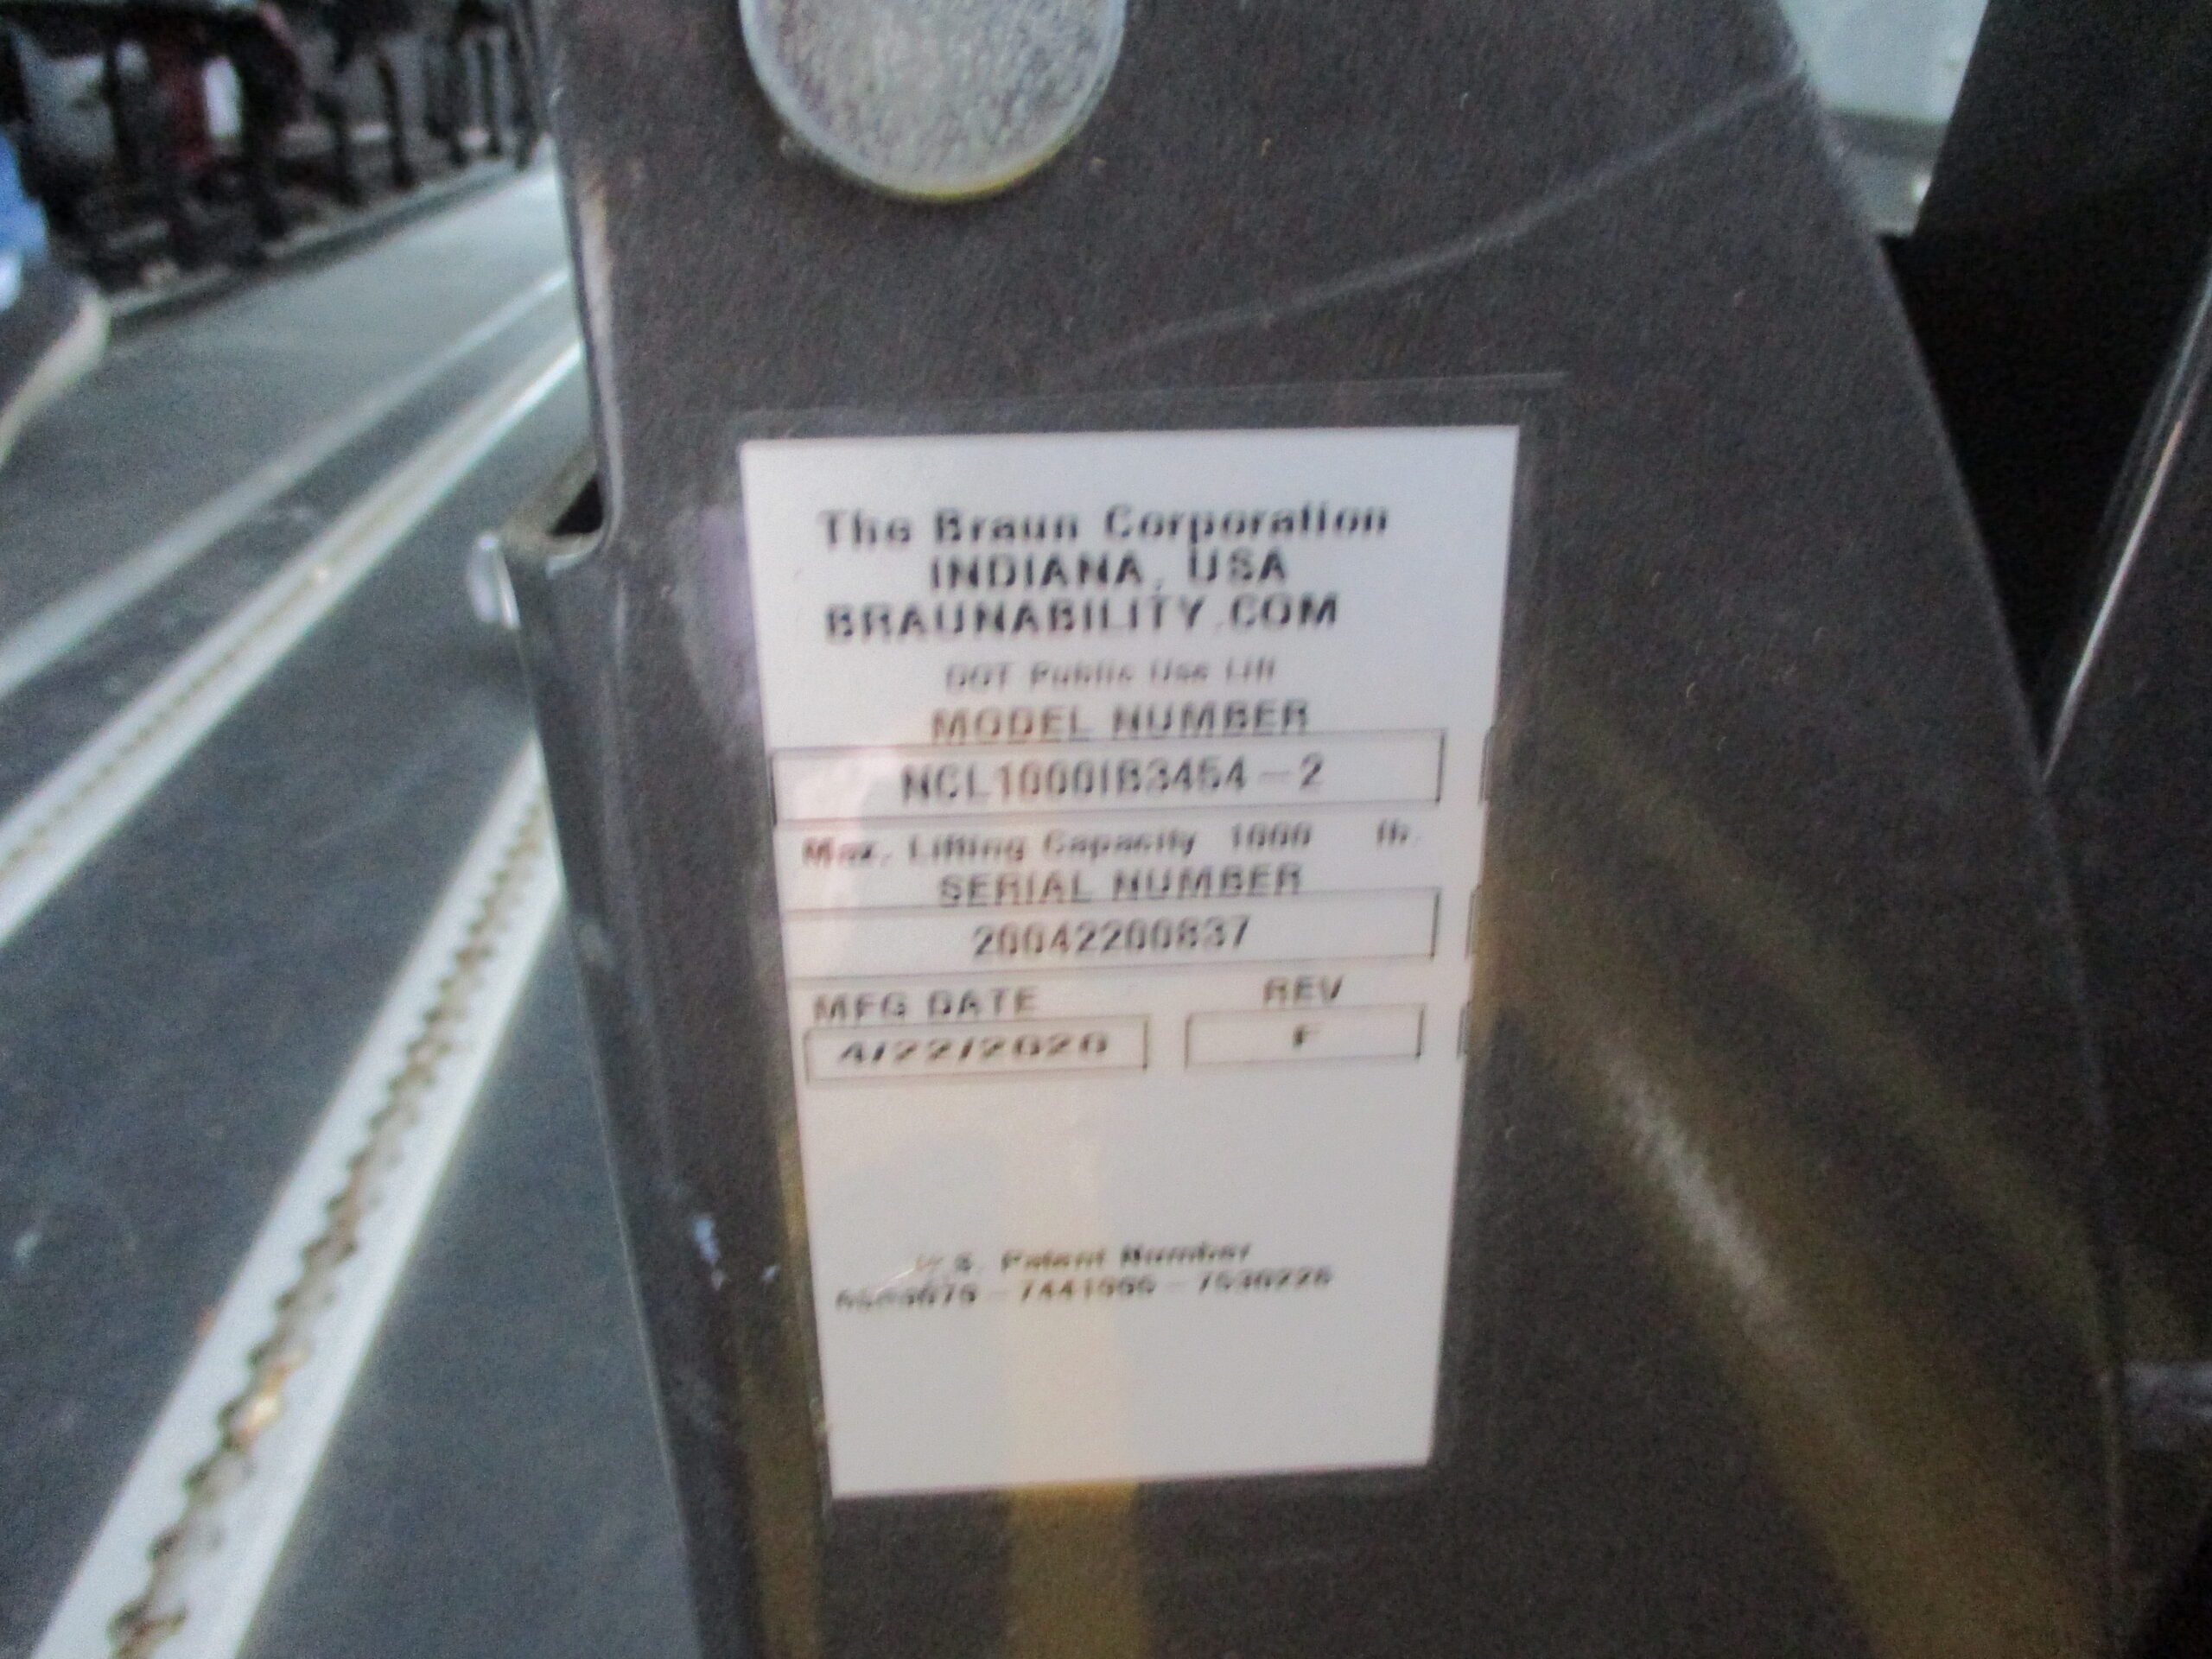 The Braun Corporation
INDIANA, USA
BRAUNABILITY.COM
DOT Public Use Lift
MODEL NUMBER
NCL1000IB3454-2
Max. Lifting Capacity 1000 lb.
SERIAL NUMBER
20042200837
MFG DATE REV
4/22/2020 F
U.S. Patent Number